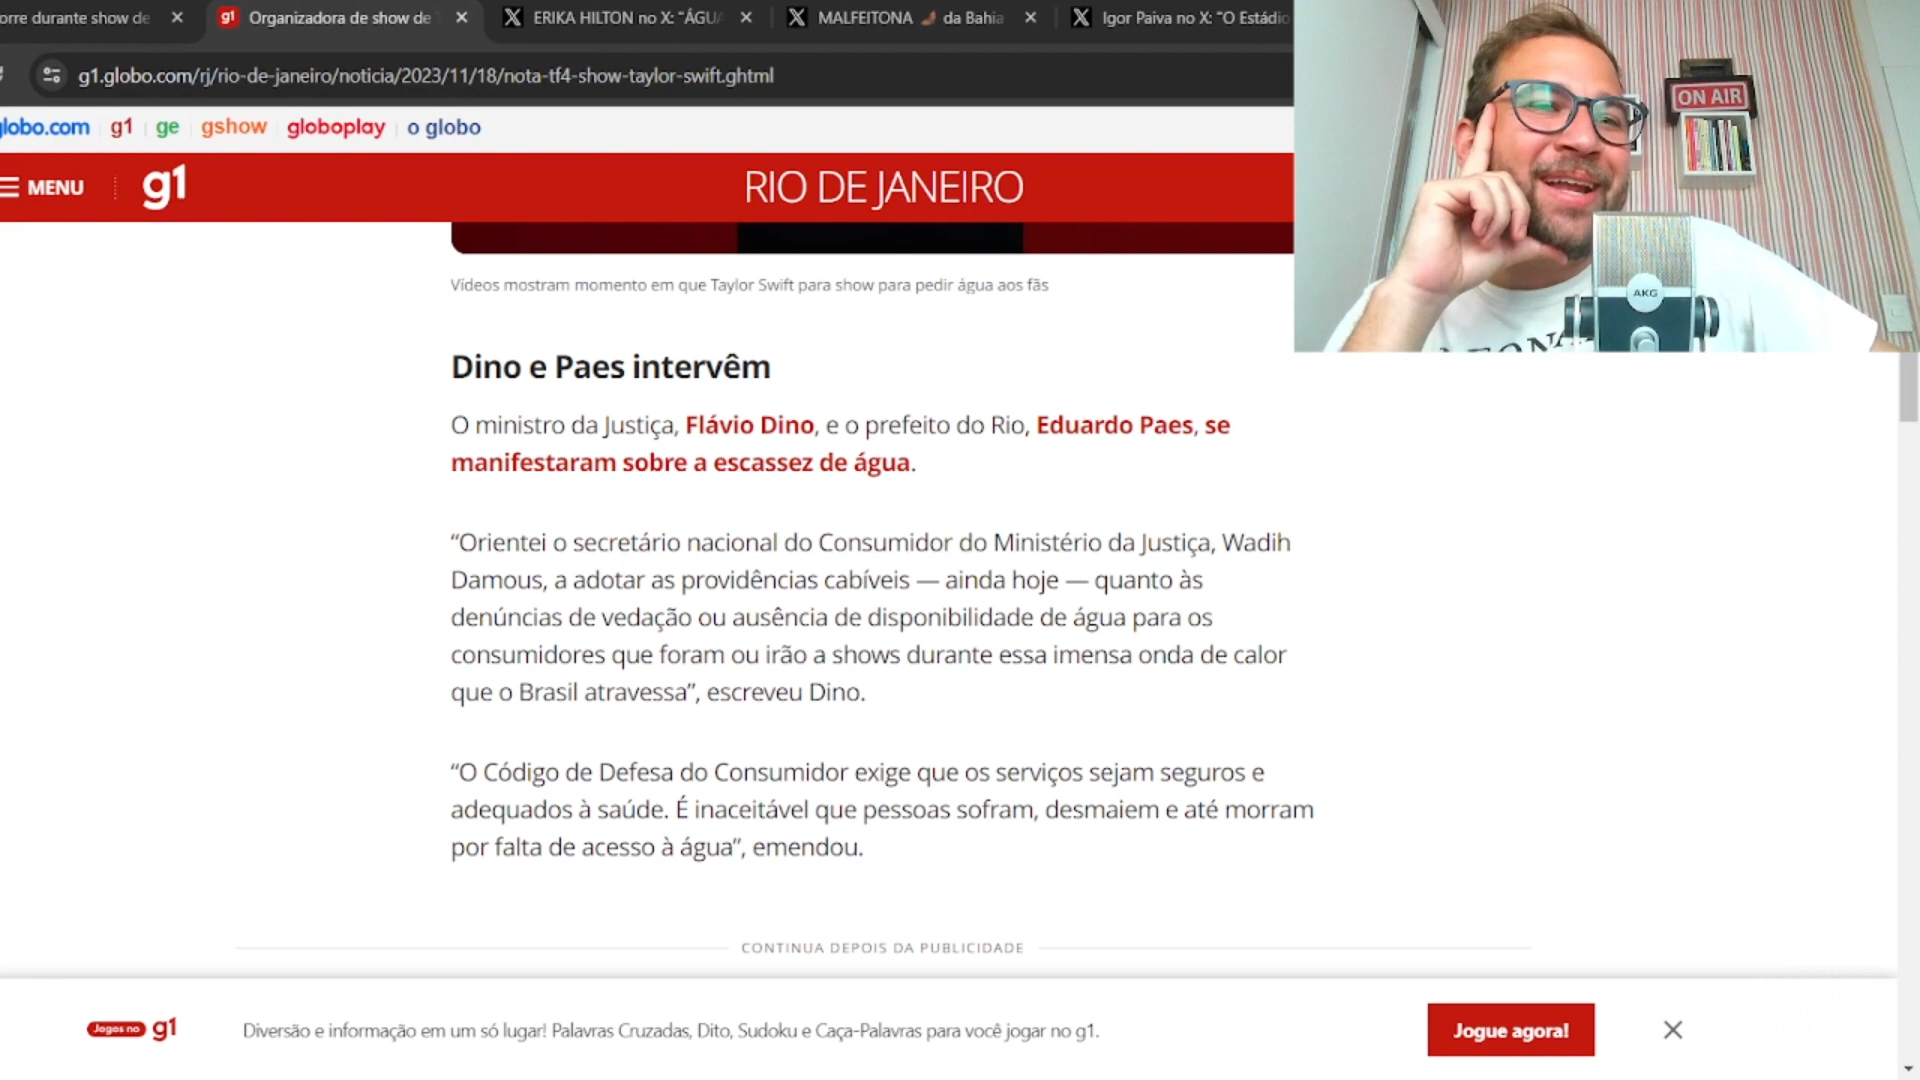 orre durante show de
g1 Organizadora de show de
ERIKA HILTON no X: "ÁGU
MALFEITONA da Bahia
Igor Paiva no X: "O Estádio
g1.globo.com/rj/rio-de-janeiro/noticia/2023/11/18/nota-tf4-show-taylor-swift.ghtml
globo.com g1 ge gshow globoplay o globo
MENU g1 RIO DE JANEIRO
ON AIR
AKG
Vídeos mostram momento em que Taylor Swift para show para pedir água aos fãs
Dino e Paes intervêm
O ministro da Justiça, Flávio Dino, e o prefeito do Rio, Eduardo Paes, se
manifestaram sobre a escassez de água.
“Orientei o secretário nacional do Consumidor do Ministério da Justiça, Wadih
Damous, a adotar as providências cabíveis — ainda hoje — quanto às
denúncias de vedação ou ausência de disponibilidade de água para os
consumidores que foram ou irão a shows durante essa imensa onda de calor
que o Brasil atravessa”, escreveu Dino.
“O Código de Defesa do Consumidor exige que os serviços sejam seguros e
adequados à saúde. É inaceitável que pessoas sofram, desmaiem e até morram
por falta de acesso à água”, emendou.
CONTINUA DEPOIS DA PUBLICIDADE
Jogos no g1
Diversão e informação em um só lugar! Palavras Cruzadas, Dito, Sudoku e Caça-Palavras para você jogar no g1.
Jogue agora!